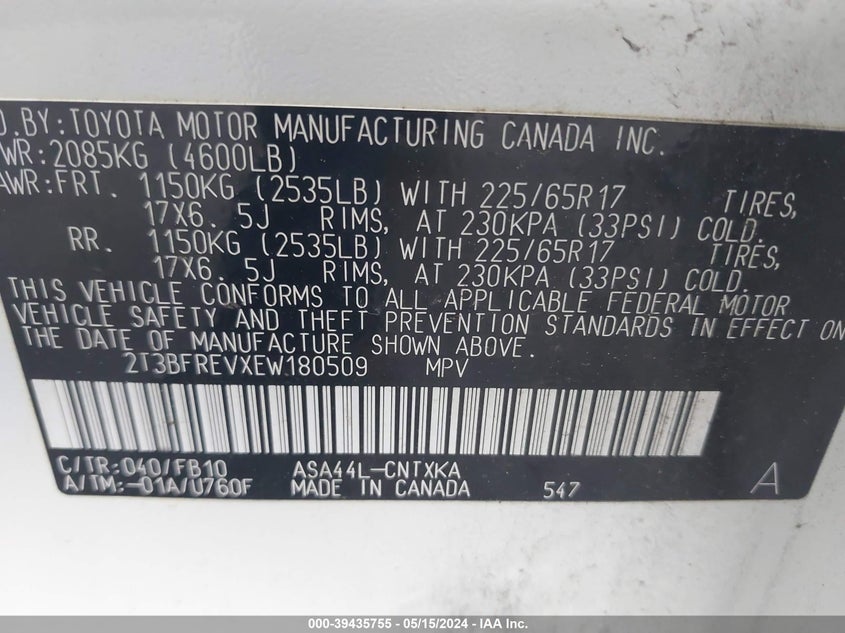 D.BY:TOYOTA MOTOR MANUFACTURING CANADA INC.
WR:2085KG (4600LB)
AWR:FRT. 1150KG (2535LB) WITH 225/65R17 TIRES,
17X6. 5J RIMS, AT 230KPA (33PSI) COLD.
RR. 1150KG (2535LB) WITH 225/65R17 TIRES,
17X6. 5J RIMS, AT 230KPA (33PSI) COLD.
THIS VEHICLE CONFORMS TO ALL APPLICABLE FEDERAL MOTOR
VEHICLE SAFETY AND THEFT PREVENTION STANDARDS IN EFFECT ON
THE DATE OF MANUFACTURE SHOWN ABOVE.
2T3BFREVXEW180509 MPV
C/TR:040/FB10 ASA44L-CNTXKA
A/TM:-01A/U760F MADE IN CANADA 547 A
000-39435755 - 05/15/2024 - IAA Inc.